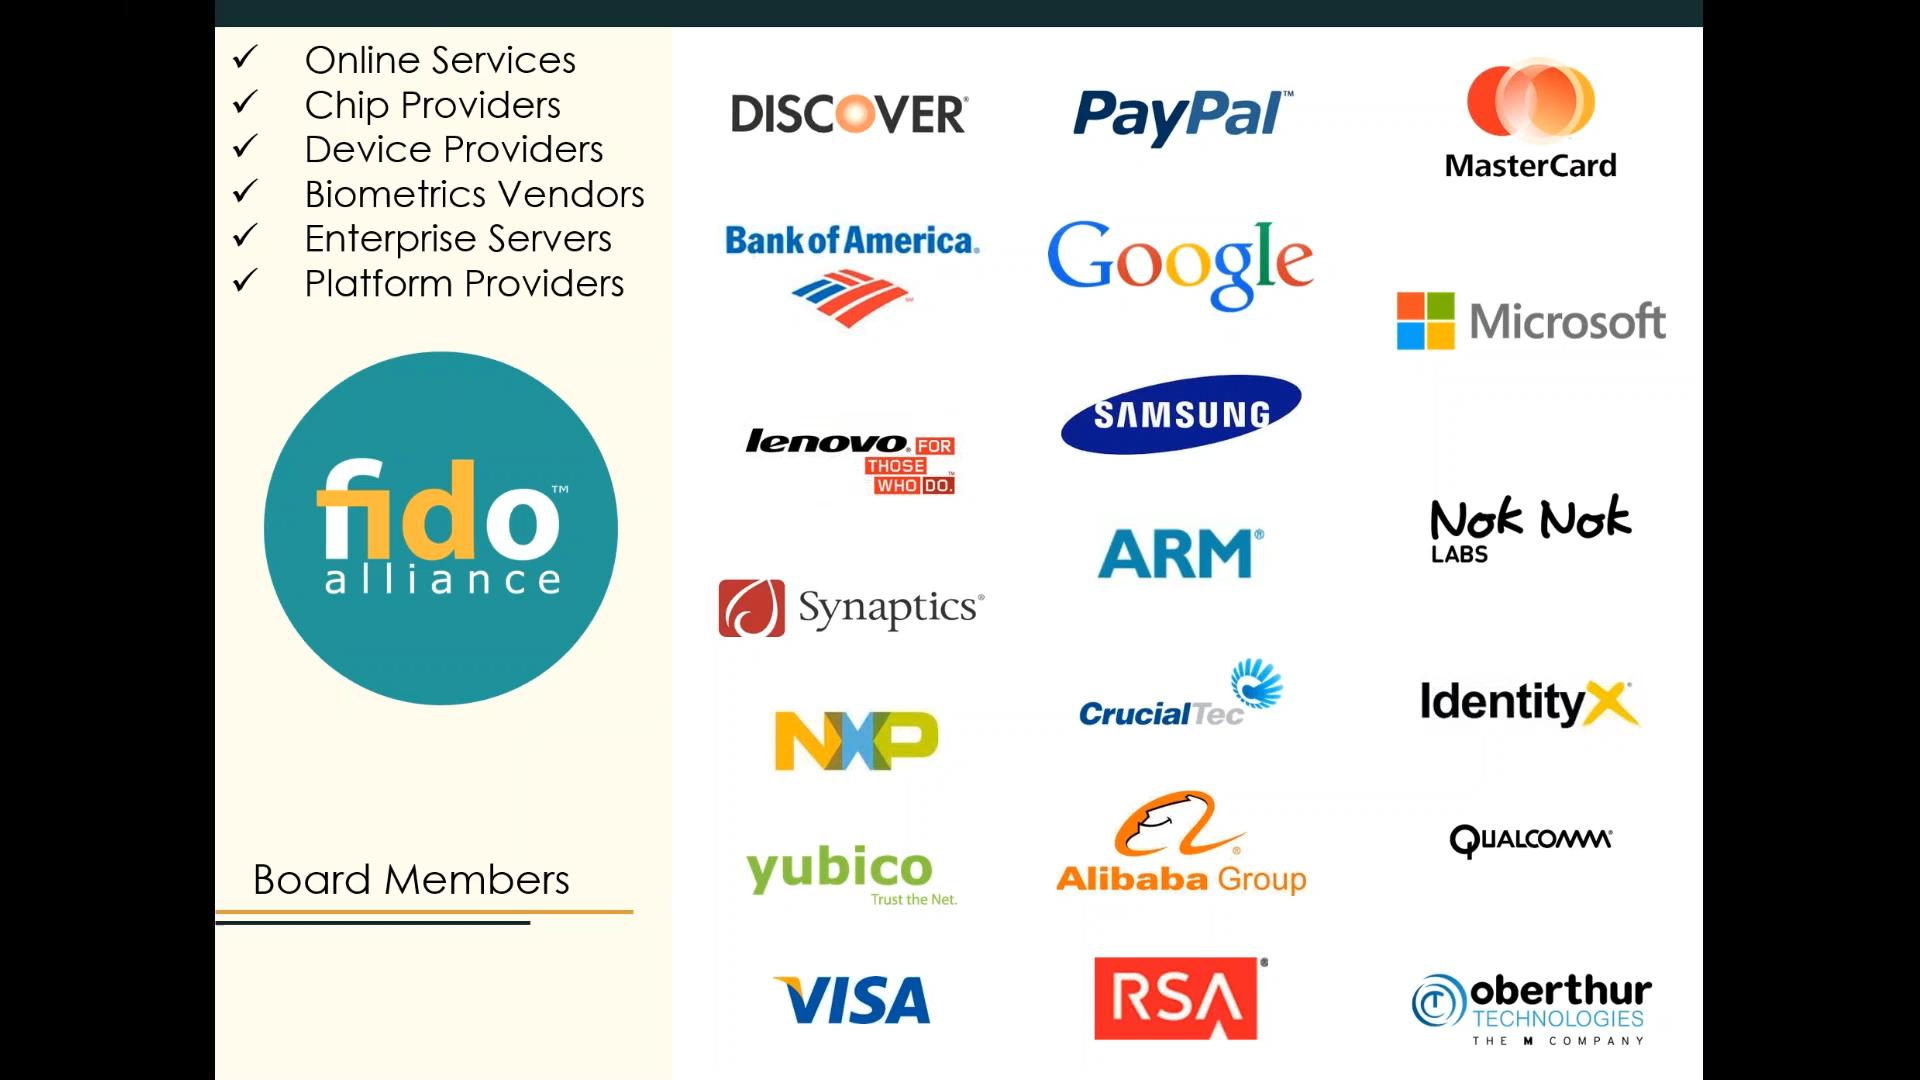 Online Services
Chip Providers
Device Providers
Biometrics Vendors
Enterprise Servers
Platform Providers
fido™
alliance
Board Members
DISCOVER®
PayPal™
MasterCard
Bank of America®
Google
Microsoft
lenovo® FOR
THOSE
WHO DO.™
SAMSUNG
Nok Nok
LABS
ARM®
Synaptics®
CrucialTec
IdentityX®
NXP
Alibaba Group®
QUALCOMM®
yubico
Trust the Net.
VISA
RSA®
oberthur
TECHNOLOGIES
THE M COMPANY